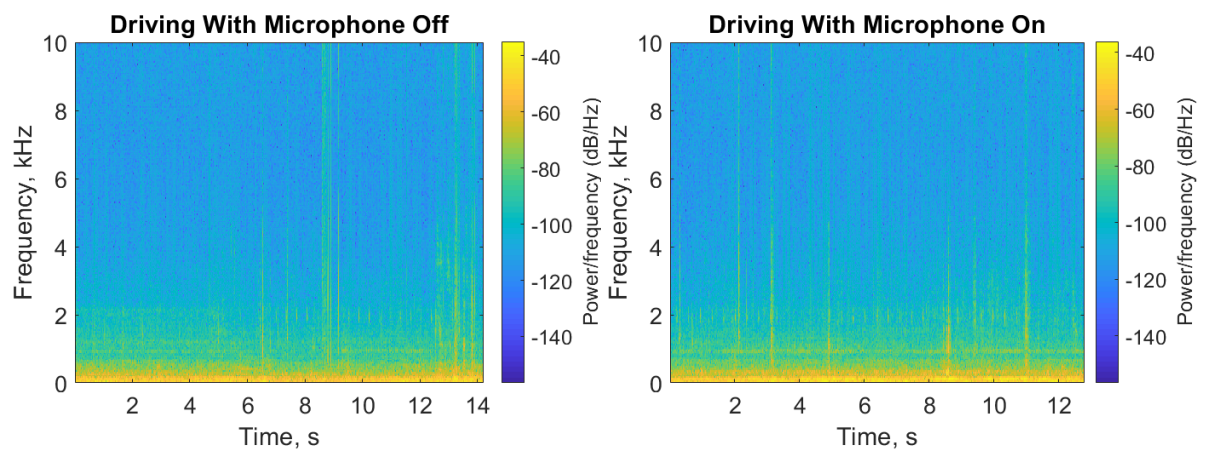 Driving With Microphone Off
10
8
6
4
2
0
Frequency, kHz
2 4 6 8 10 12 14
Time, s
-40
-60
-80
-100
-120
-140
Power/frequency (dB/Hz)
Driving With Microphone On
10
8
6
4
2
0
Frequency, kHz
2 4 6 8 10 12
Time, s
-40
-60
-80
-100
-120
-140
Power/frequency (dB/Hz)